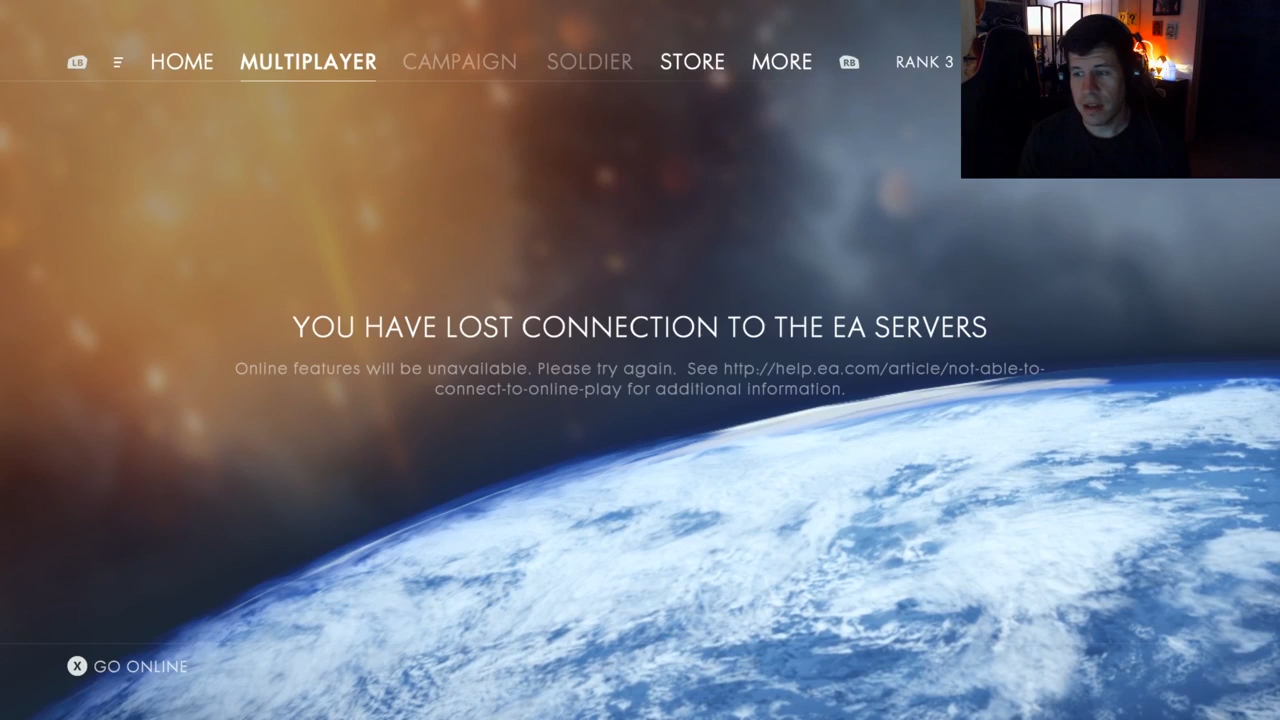 LB HOME MULTIPLAYER CAMPAIGN SOLDIER STORE MORE RB RANK 3
YOU HAVE LOST CONNECTION TO THE EA SERVERS
Online features will be unavailable. Please try again. See http://help.ea.com/article/not-able-to-
connect-to-online-play for additional information.
X GO ONLINE